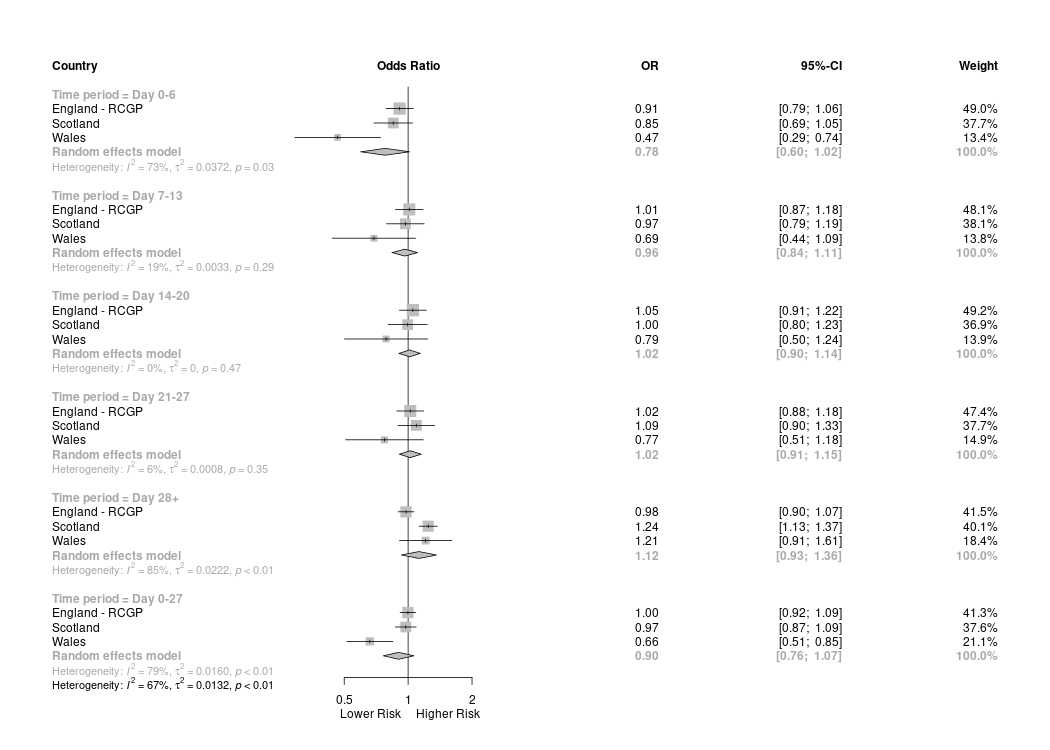 Country Odds Ratio OR 95%-CI Weight
Time period = Day 0-6
England - RCGP 0.91 [0.79; 1.06] 49.0%
Scotland 0.85 [0.69; 1.05] 37.7%
Wales 0.47 [0.29; 0.74] 13.4%
Random effects model 0.78 [0.60; 1.02] 100.0%
Heterogeneity: I² = 73%, τ² = 0.0372, p = 0.03
Time period = Day 7-13
England - RCGP 1.01 [0.87; 1.18] 48.1%
Scotland 0.97 [0.79; 1.19] 38.1%
Wales 0.69 [0.44; 1.09] 13.8%
Random effects model 0.96 [0.84; 1.11] 100.0%
Heterogeneity: I² = 19%, τ² = 0.0033, p = 0.29
Time period = Day 14-20
England - RCGP 1.05 [0.91; 1.22] 49.2%
Scotland 1.00 [0.80; 1.23] 36.9%
Wales 0.79 [0.50; 1.24] 13.9%
Random effects model 1.02 [0.90; 1.14] 100.0%
Heterogeneity: I² = 0%, τ² = 0, p = 0.47
Time period = Day 21-27
England - RCGP 1.02 [0.88; 1.18] 47.4%
Scotland 1.09 [0.90; 1.33] 37.7%
Wales 0.77 [0.51; 1.18] 14.9%
Random effects model 1.02 [0.91; 1.15] 100.0%
Heterogeneity: I² = 6%, τ² = 0.0008, p = 0.35
Time period = Day 28+
England - RCGP 0.98 [0.90; 1.07] 41.5%
Scotland 1.24 [1.13; 1.37] 40.1%
Wales 1.21 [0.91; 1.61] 18.4%
Random effects model 1.12 [0.93; 1.36] 100.0%
Heterogeneity: I² = 85%, τ² = 0.0222, p < 0.01
Time period = Day 0-27
England - RCGP 1.00 [0.92; 1.09] 41.3%
Scotland 0.97 [0.87; 1.09] 37.6%
Wales 0.66 [0.51; 0.85] 21.1%
Random effects model 0.90 [0.76; 1.07] 100.0%
Heterogeneity: I² = 79%, τ² = 0.0160, p < 0.01
Heterogeneity: I² = 67%, τ² = 0.0132, p < 0.01
0.5 1 2
Lower Risk Higher Risk